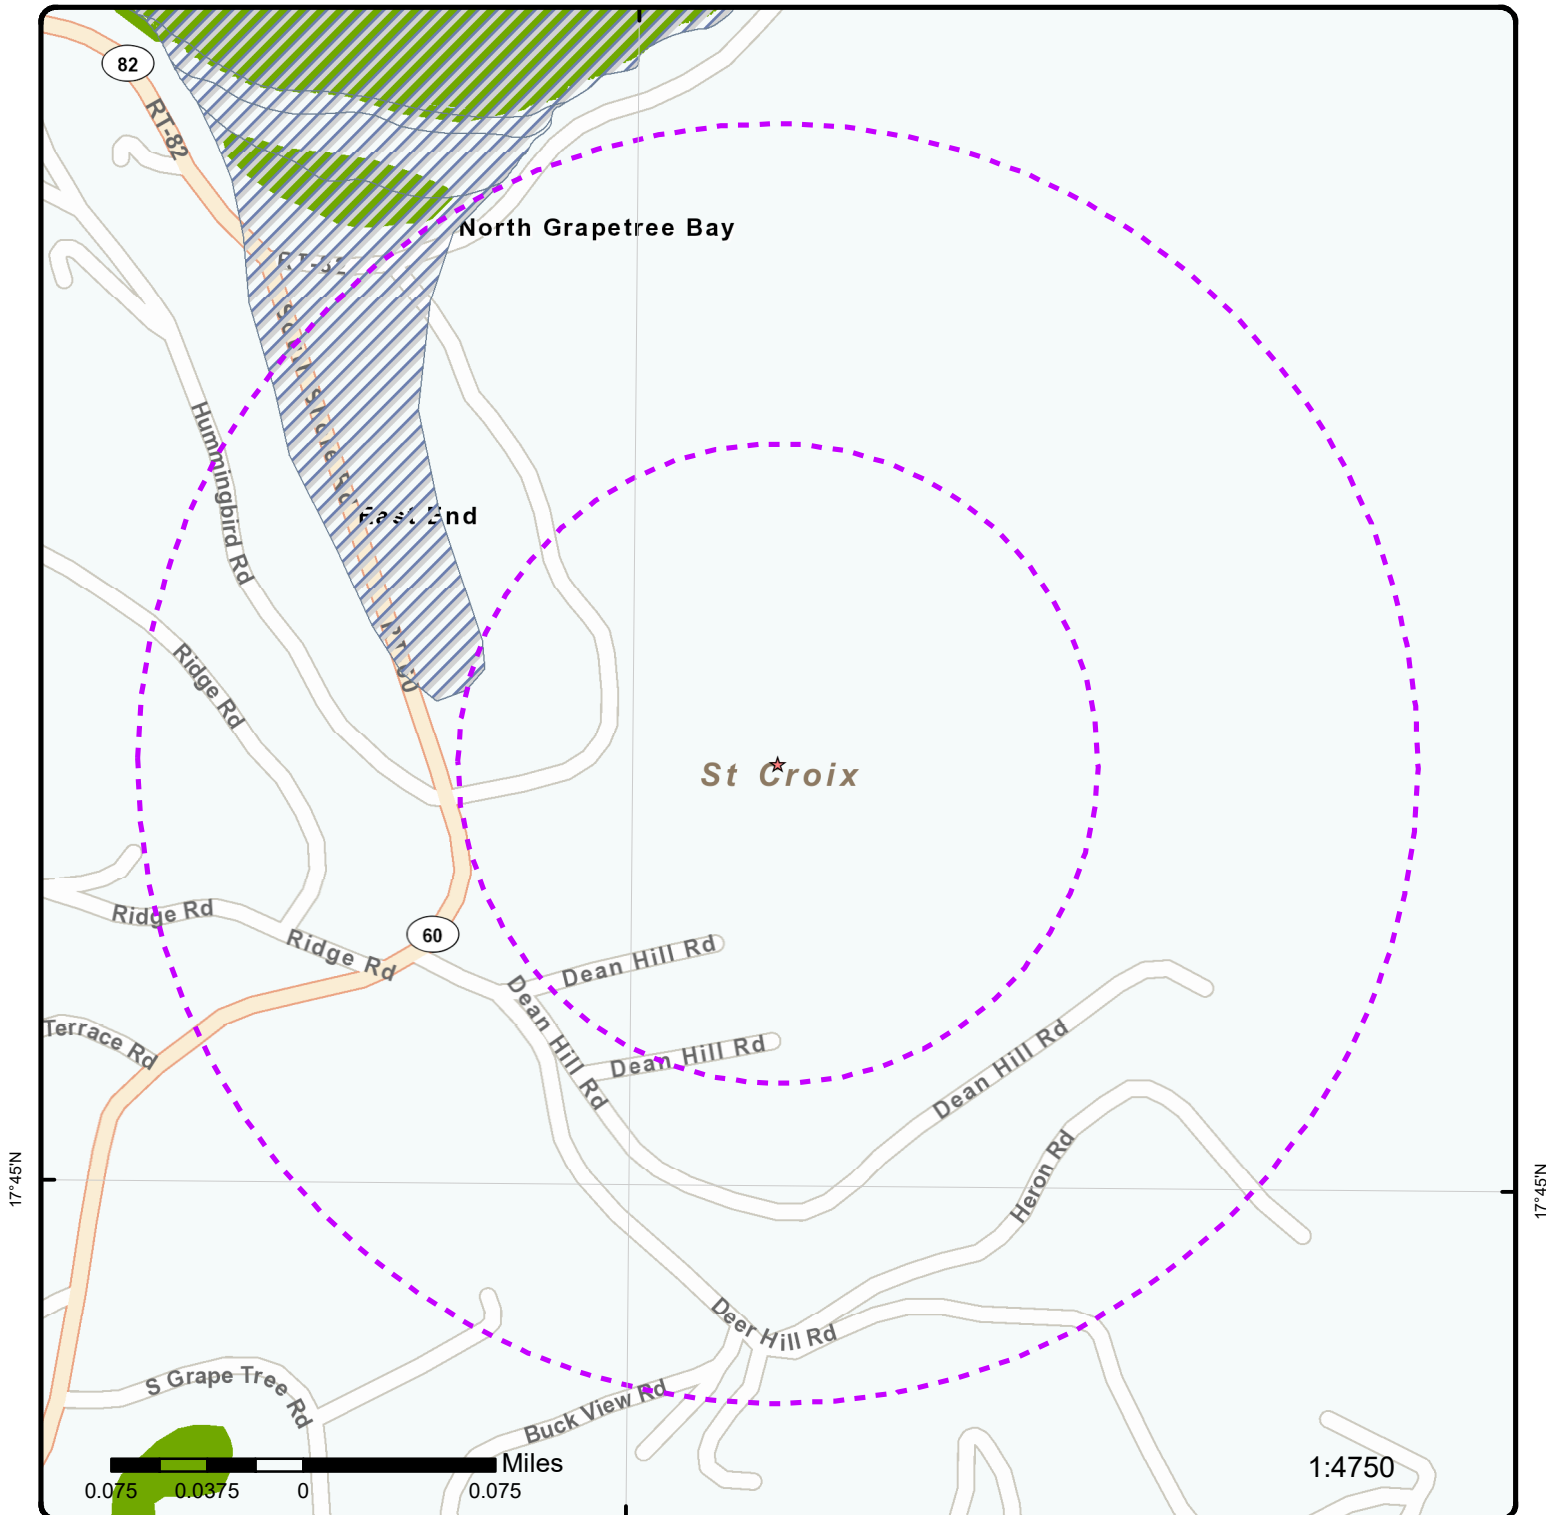 82
RT-82
North Grapetree Bay
South Shore Rd
Hummingbird Rd
East End
RT-60
Ridge Rd
St Croix
Ridge Rd
60
Ridge Rd
Dean Hill Rd
Dean Hill Rd
Dean Hill Rd
Terrace Rd
Dean Hill Rd
Heron Rd
17°45'N
17°45'N
Deer Hill Rd
S Grape Tree Rd
Buck View Rd
Miles
0.075 0.0375 0 0.075
1:4750